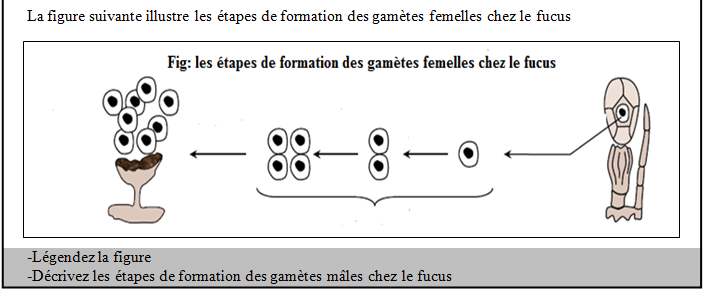 La figure suivante illustre les étapes de formation des gamètes femelles chez le fucus
Fig: les étapes de formation des gamètes femelles chez le fucus
-Légendez la figure
-Décrivez les étapes de formation des gamètes mâles chez le fucus